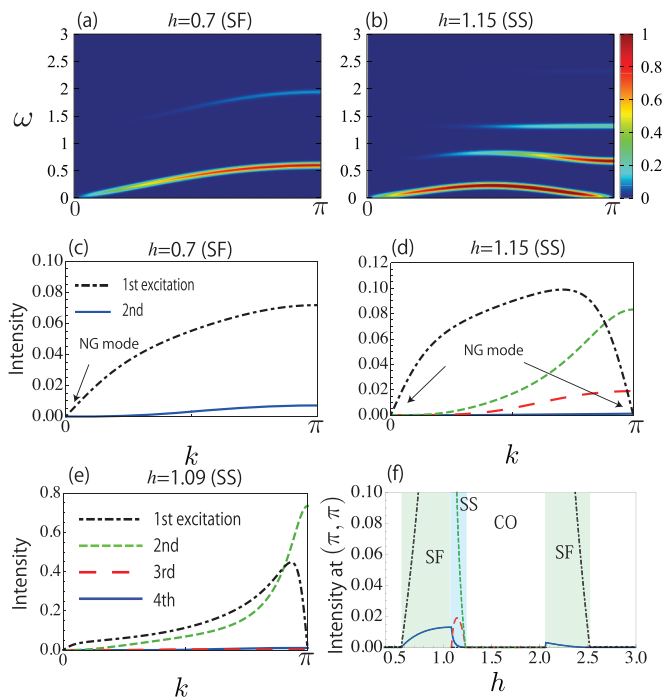 h=0.7 (SF)
h=1.15 (SS)
(a)
(b)
3
2.5
2
1.5
1
0.5
0
ω
0
π
0
π
1
0.8
0.6
0.4
0.2
0
(c)
h=0.7 (SF)
0.10
0.08
0.06
0.04
0.02
0.00
Intensity
1st excitation
2nd
NG mode
0
k
π
(d)
h=1.15 (SS)
0.12
0.10
0.08
0.06
0.04
0.02
0.00
NG mode
0
k
π
(e)
h=1.09 (SS)
0.8
0.6
0.4
0.2
0.0
Intensity
1st excitation
2nd
3rd
4th
0
k
π
(f)
0.10
0.08
0.06
0.04
0.02
0
Intensity at (π, π)
SS
CO
SF
SF
0.5
1.0
1.5
2.0
2.5
3.0
h